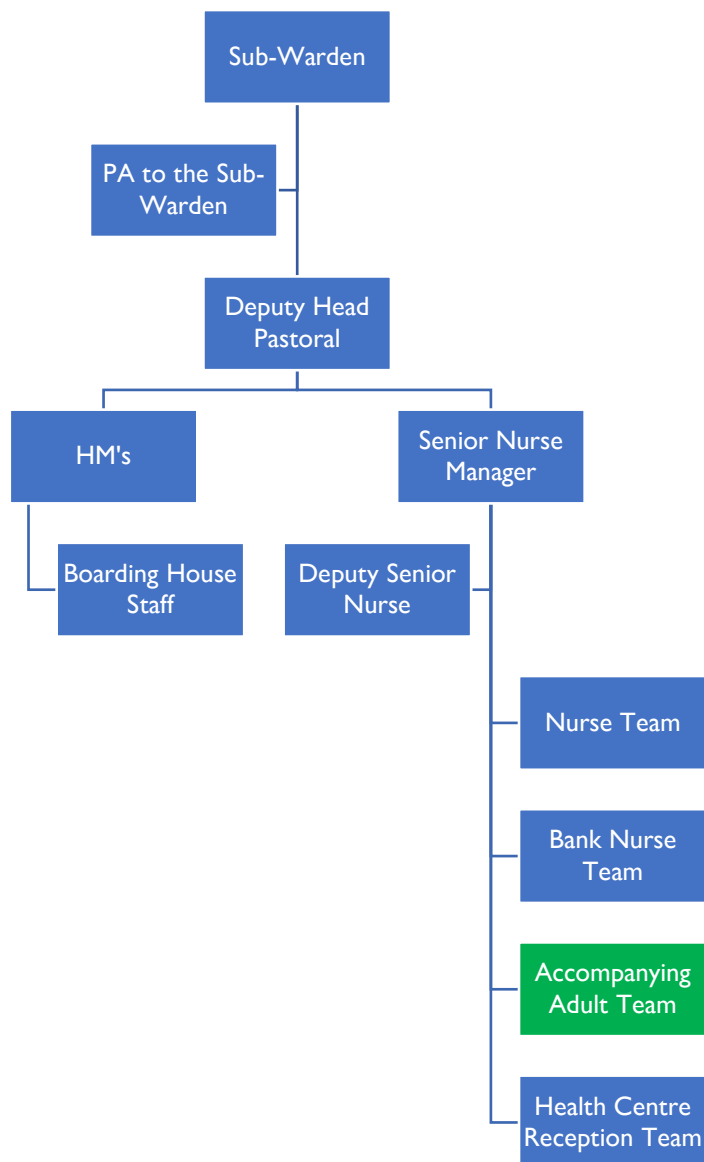 Sub-Warden
PA to the Sub-
Warden
Deputy Head
Pastoral
HM's
Senior Nurse
Manager
Boarding House
Staff
Deputy Senior
Nurse
Nurse Team
Bank Nurse
Team
Accompanying
Adult Team
Health Centre
Reception Team